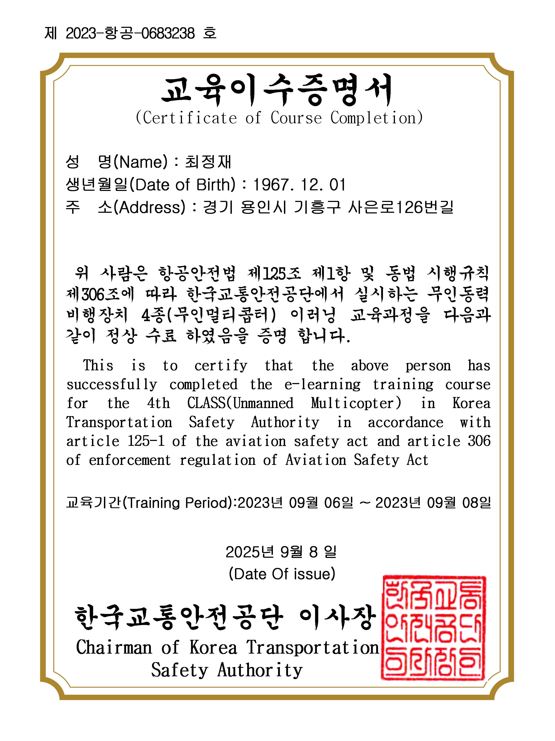 제 2023-항공-0683238 호
교육이수증명서
(Certificate of Course Completion)
성 명(Name) : 최정재
생년월일(Date of Birth) : 1967. 12. 01
주 소(Address) : 경기 용인시 기흥구 사은로126번길
위 사람은 항공안전법 제125조 제1항 및 동법 시행규칙
제306조에 따라 한국교통안전공단에서 실시하는 무인동력
비행장치 4종(무인멀티콥터) 이러닝 교육과정을 다음과
같이 정상 수료 하였음을 증명 합니다.
This is to certify that the above person has
successfully completed the e-learning training course
for the 4th CLASS(Unmanned Multicopter) in Korea
Transportation Safety Authority in accordance with
article 125-1 of the aviation safety act and article 306
of enforcement regulation of Aviation Safety Act
교육기간(Training Period):2023년 09월 06일 ~ 2023년 09월 08일
2025년 9월 8 일
(Date Of issue)
한국교통안전공단 이사장
Chairman of Korea Transportation
Safety Authority
한국교통
안전공단
이사장의